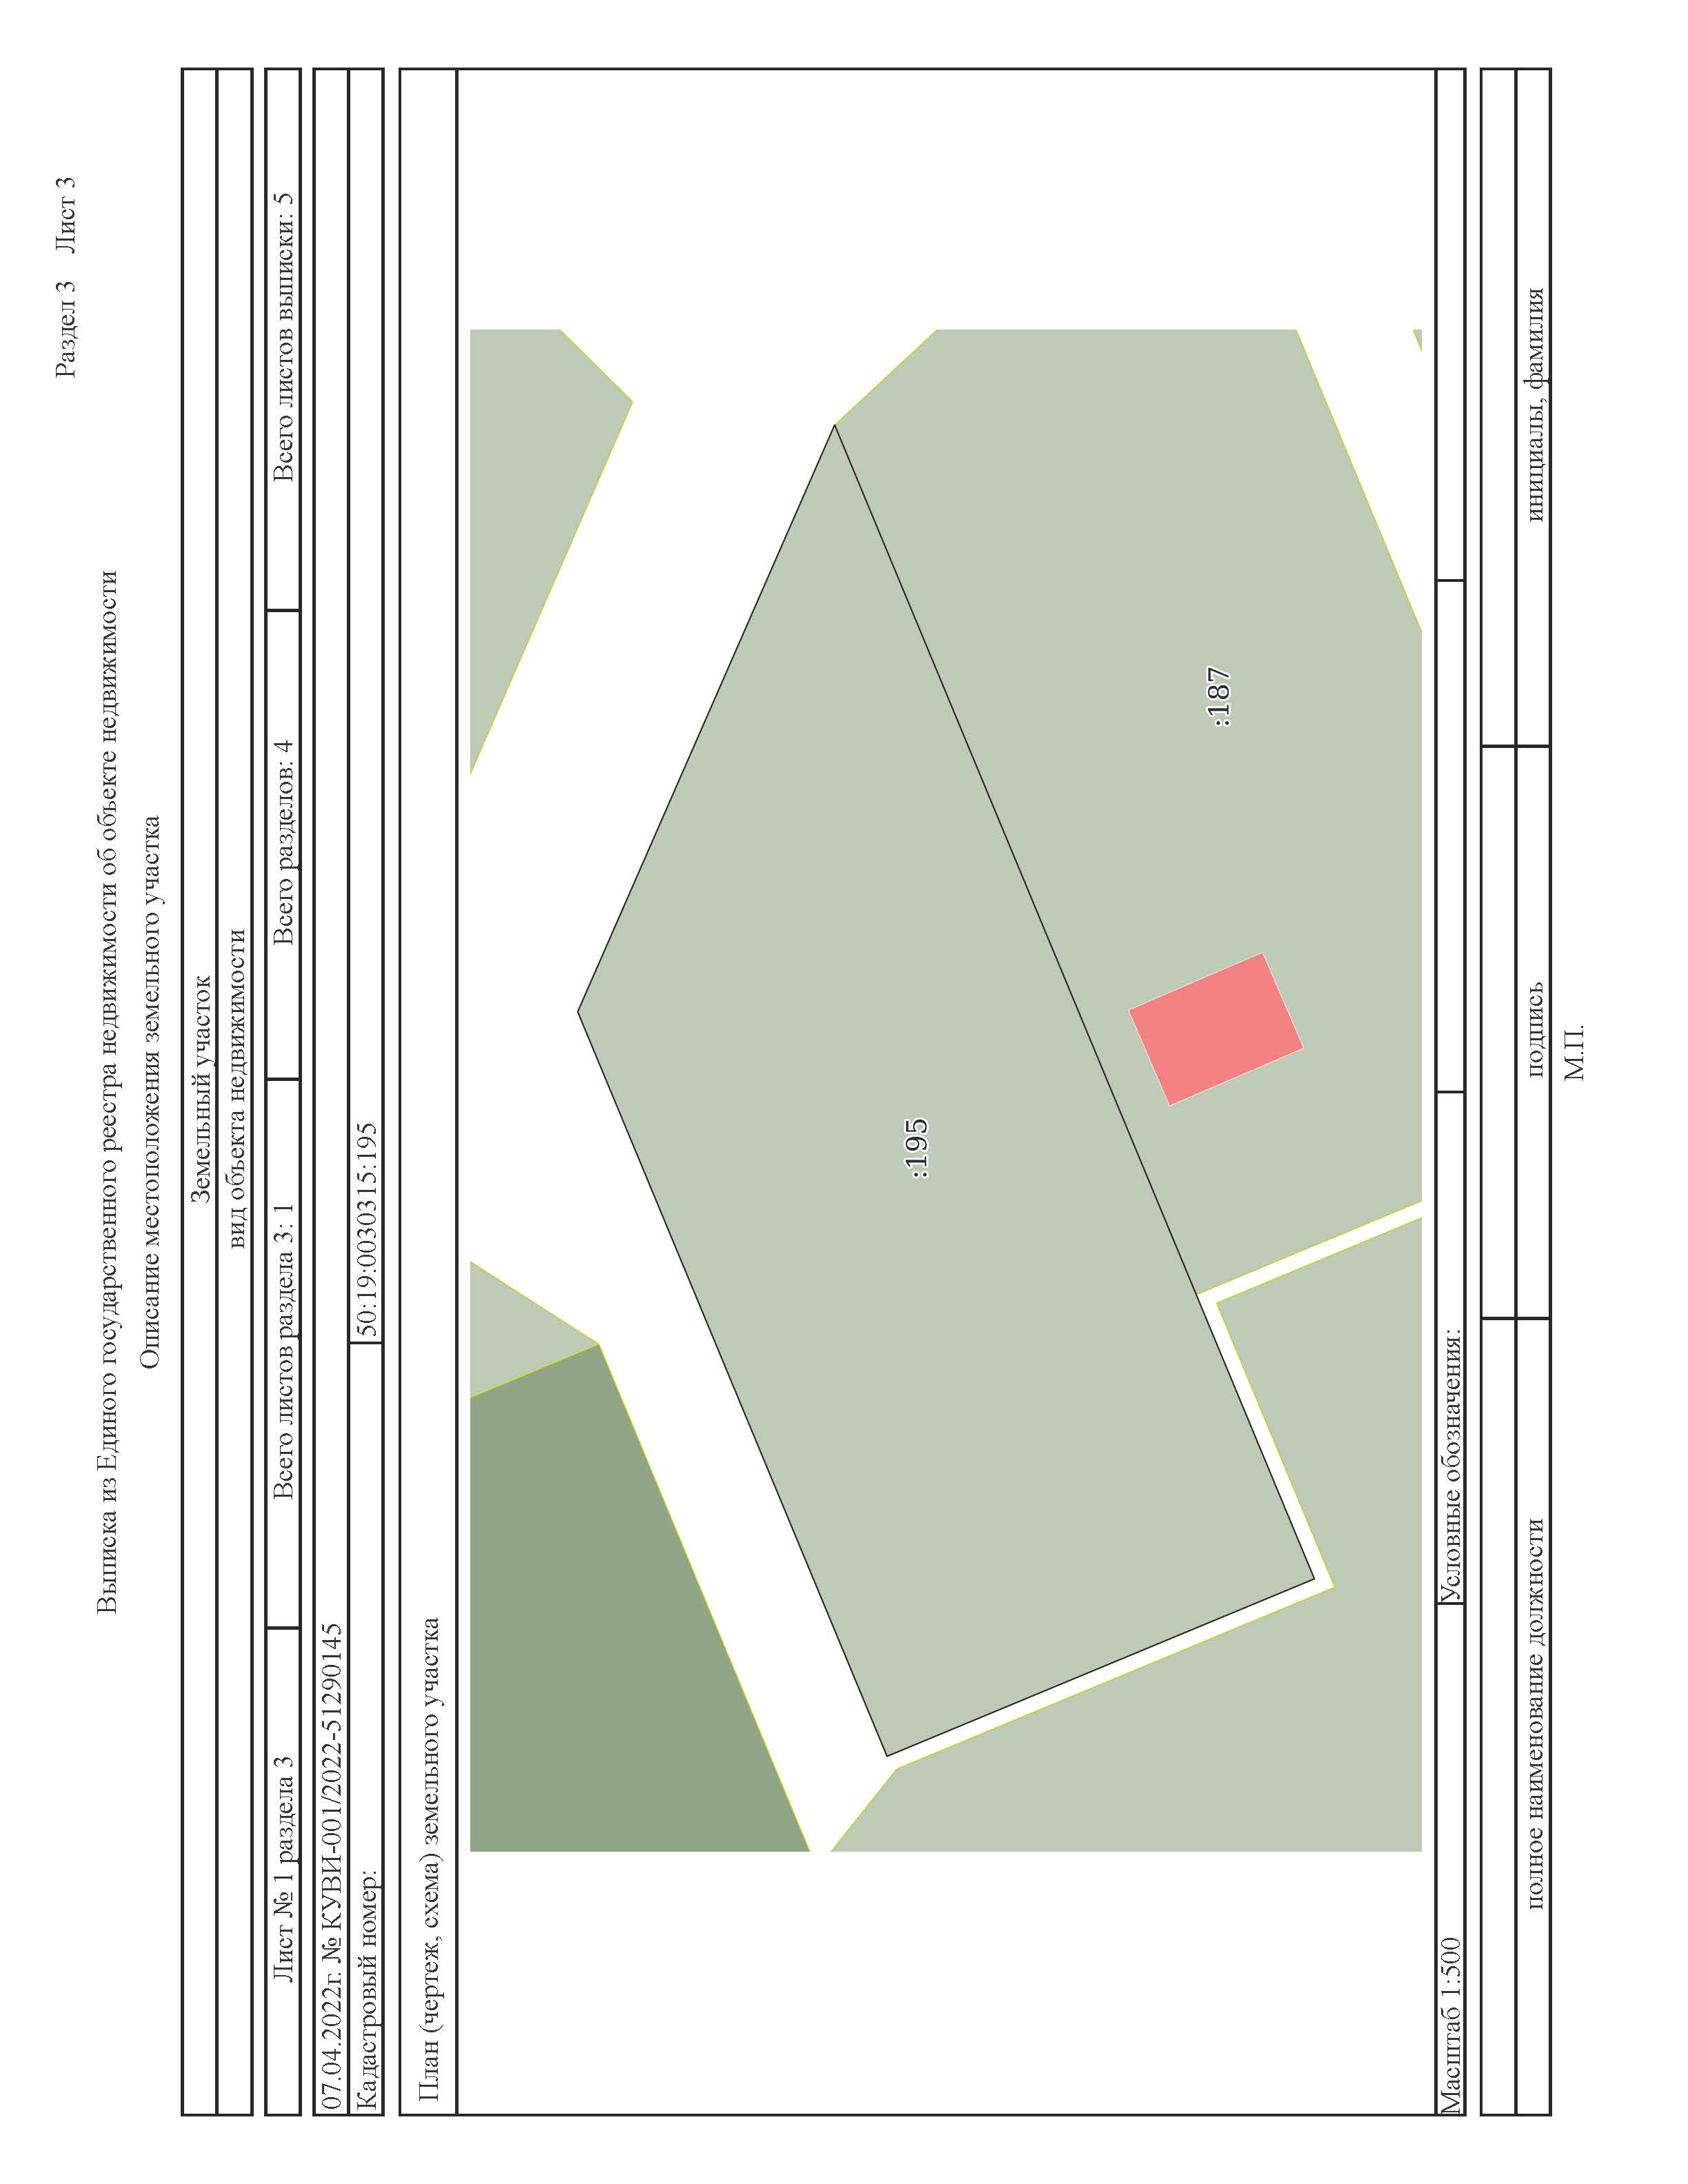 Раздел 3 Лист 3
Выписка из Единого государственного реестра недвижимости об объекте недвижимости
Описание местоположения земельного участка
Земельный участок
вид объекта недвижимости
Лист № 1 раздела 3 Всего листов раздела 3: 1 Всего разделов: 4 Всего листов выписки: 5
07.04.2022г. № КУВИ-001/2022-51290145
Кадастровый номер: 50:19:0030315:195
План (чертеж, схема) земельного участка
:195
:187
Масштаб 1:500 Условные обозначения:
полное наименование должности подпись инициалы, фамилия
М.П.